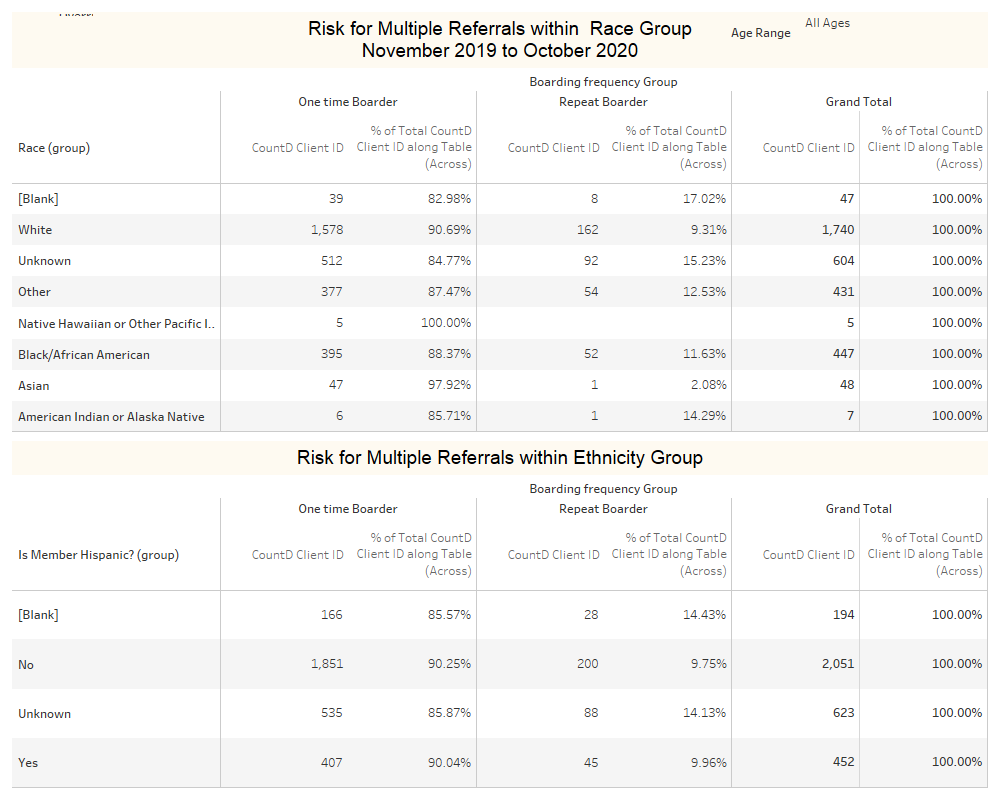 Risk for Multiple Referrals within Race Group
November 2019 to October 2020
Age Range
All Ages
Boarding frequency Group
One time Boarder Repeat Boarder Grand Total
Race (group) CountD Client ID % of Total CountD Client ID along Table (Across) CountD Client ID % of Total CountD Client ID along Table (Across) CountD Client ID % of Total CountD Client ID along Table (Across)
[Blank] 39 82.98% 8 17.02% 47 100.00%
White 1,578 90.69% 162 9.31% 1,740 100.00%
Unknown 512 84.77% 92 15.23% 604 100.00%
Other 377 87.47% 54 12.53% 431 100.00%
Native Hawaiian or Other Pacific I.. 5 100.00% 5 100.00%
Black/African American 395 88.37% 52 11.63% 447 100.00%
Asian 47 97.92% 1 2.08% 48 100.00%
American Indian or Alaska Native 6 85.71% 1 14.29% 7 100.00%
Risk for Multiple Referrals within Ethnicity Group
Boarding frequency Group
One time Boarder Repeat Boarder Grand Total
Is Member Hispanic? (group) CountD Client ID % of Total CountD Client ID along Table (Across) CountD Client ID % of Total CountD Client ID along Table (Across) CountD Client ID % of Total CountD Client ID along Table (Across)
[Blank] 166 85.57% 28 14.43% 194 100.00%
No 1,851 90.25% 200 9.75% 2,051 100.00%
Unknown 535 85.87% 88 14.13% 623 100.00%
Yes 407 90.04% 45 9.96% 452 100.00%